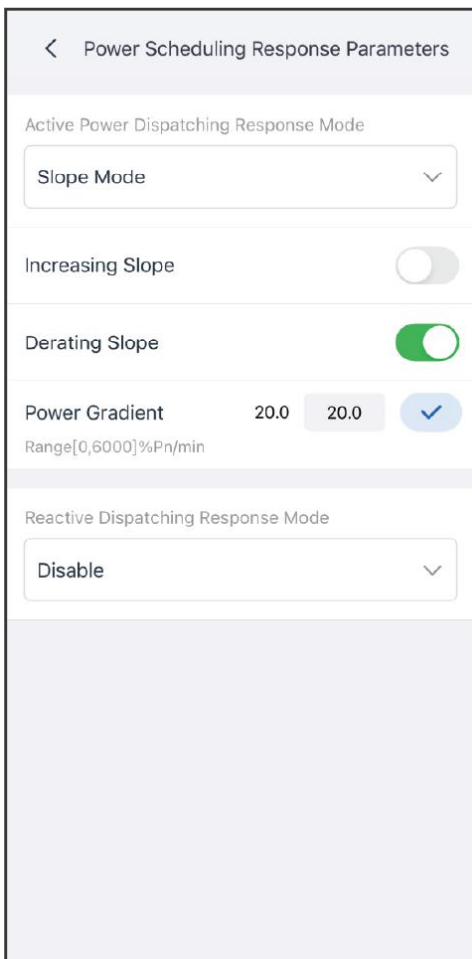 Power Scheduling Response Parameters
Active Power Dispatching Response Mode
Slope Mode
Increasing Slope
Derating Slope
Power Gradient 20.0 20.0
Range[0,6000]%Pn/min
Reactive Dispatching Response Mode
Disable